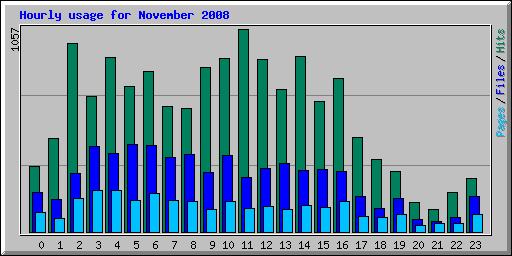 Hourly usage for November 2008
1057
Pages/Files/Hits
0 1 2 3 4 5 6 7 8 9 10 11 12 13 14 15 16 17 18 19 20 21 22 23